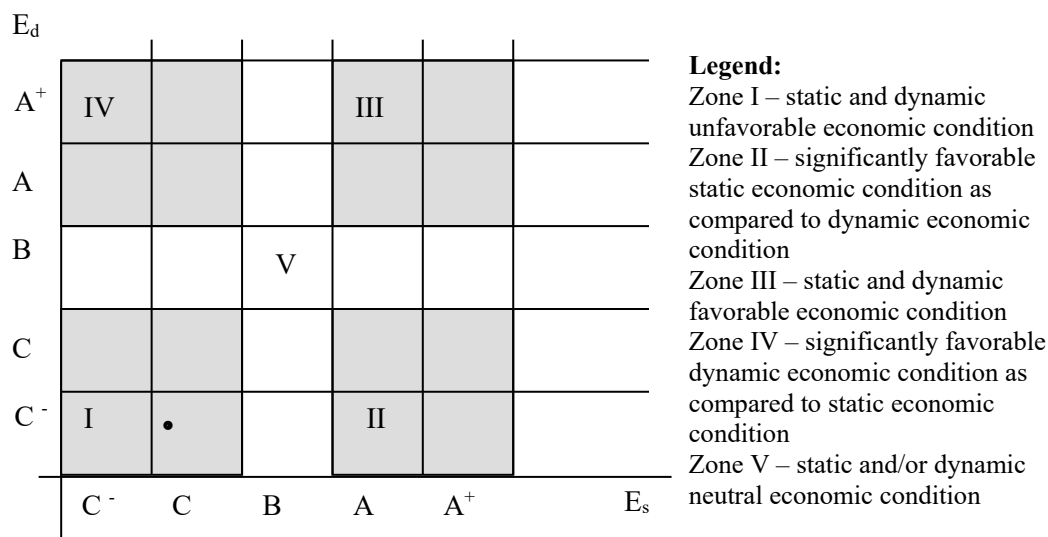 E_d
A⁺
IV
III
A
B
V
C
C ⁻
I
II
C ⁻
C
B
A
A⁺
E_s
Legend:
Zone I – static and dynamic
unfavorable economic condition
Zone II – significantly favorable
static economic condition as
compared to dynamic economic
condition
Zone III – static and dynamic
favorable economic condition
Zone IV – significantly favorable
dynamic economic condition as
compared to static economic
condition
Zone V – static and/or dynamic
neutral economic condition